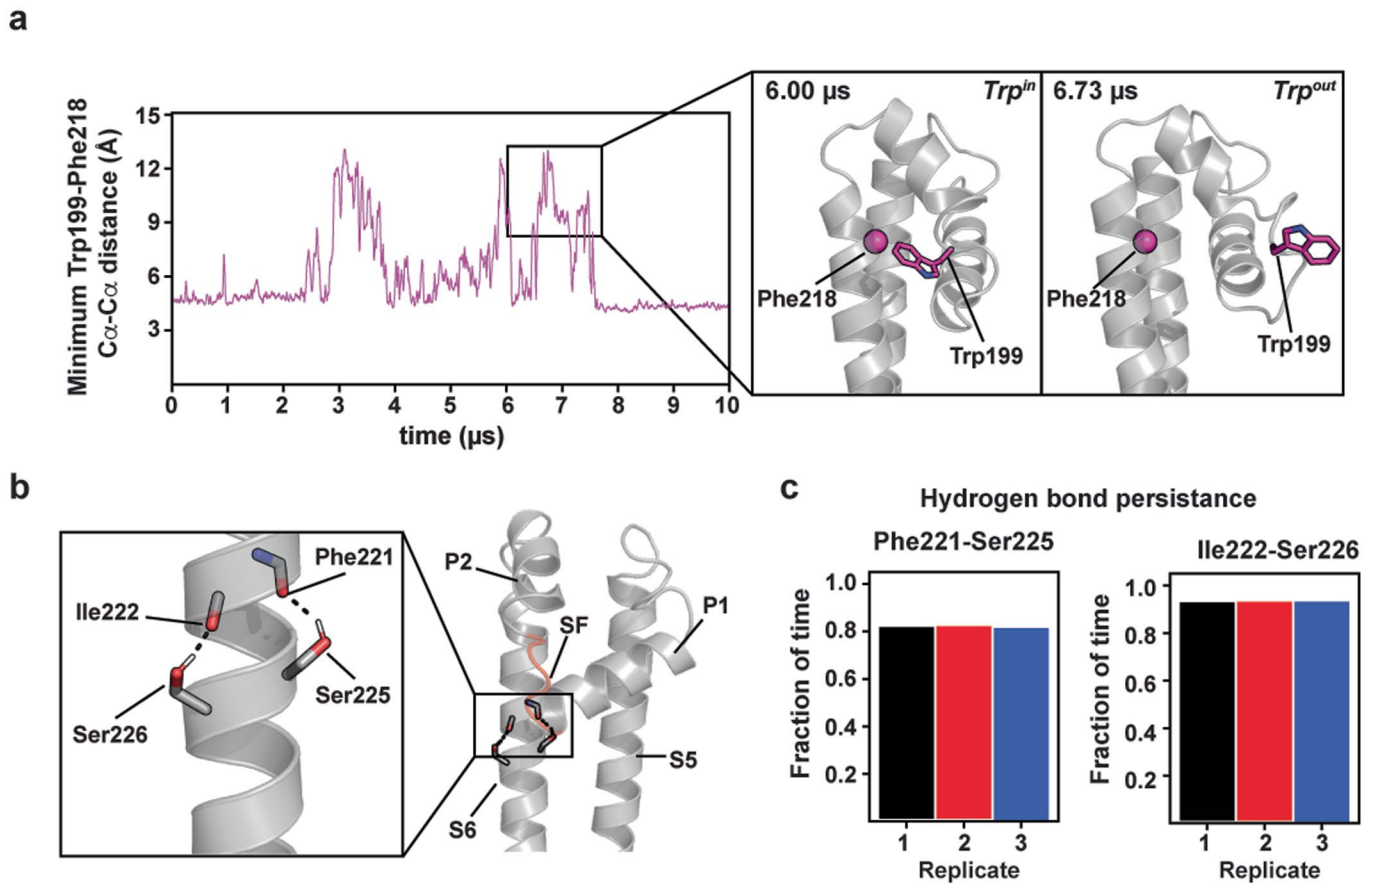 a
Minimum Trp199-Phe218
Cα-Cα distance (Å)
15
12
9
6
3
0 1 2 3 4 5 6 7 8 9 10
time (µs)
6.00 µs
Trpin
Phe218
Trp199
6.73 µs
Trpout
Phe218
Trp199
b
Phe221
Ile222
Ser225
Ser226
P2
SF
P1
S5
S6
c
Hydrogen bond persistance
Phe221-Ser225
Fraction of time
1.0
0.8
0.6
0.4
0.2
1 2 3
Replicate
Ile222-Ser226
Fraction of time
1.0
0.8
0.6
0.4
0.2
1 2 3
Replicate